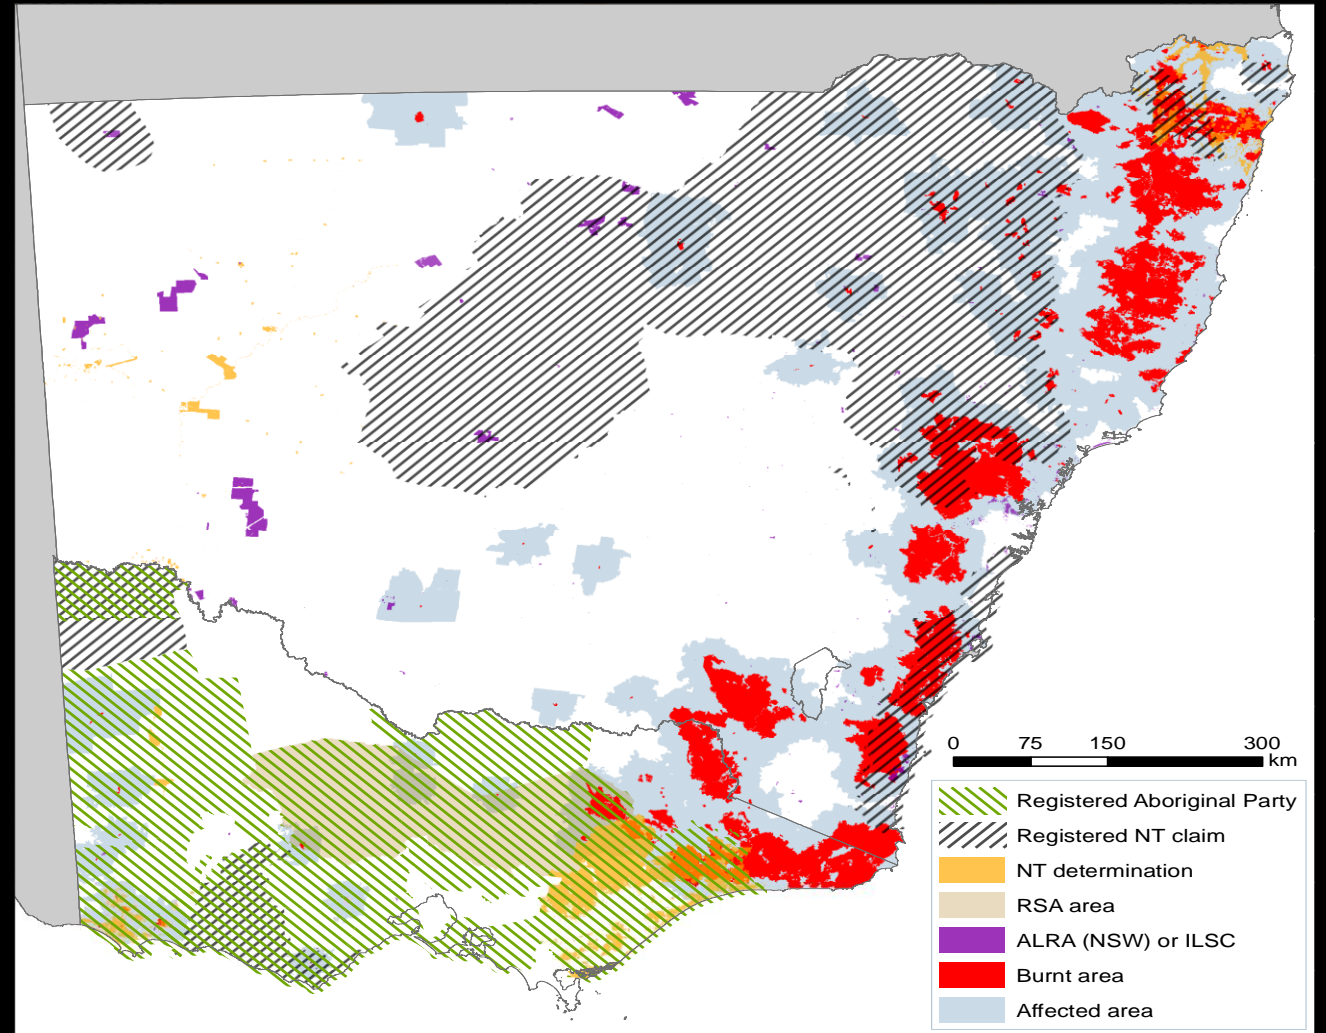 0 75 150 300
km
Registered Aboriginal Party
Registered NT claim
NT determination
RSA area
ALRA (NSW) or ILSC
Burnt area
Affected area